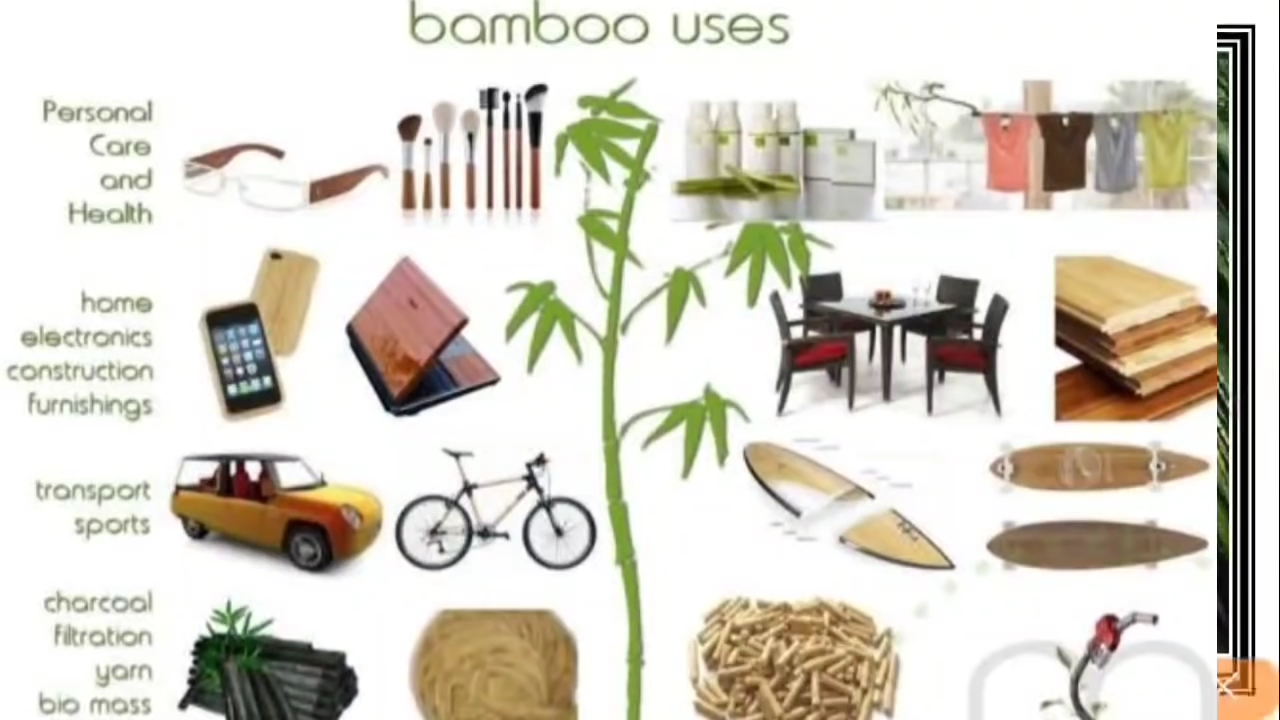 bamboo uses
Personal
Care
and
Health
home
electronics
construction
furnishings
transport
sports
charcoal
filtration
yarn
bio mass